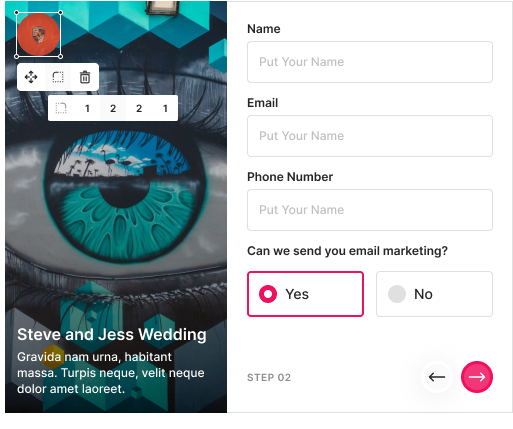 1 2 2 1
Steve and Jess Wedding
Gravida nam urna, habitant
massa. Turpis neque, velit neque
dolor amet laoreet.
Name
Put Your Name
Email
Put Your Name
Phone Number
Put Your Name
Can we send you email marketing?
Yes
No
STEP 02